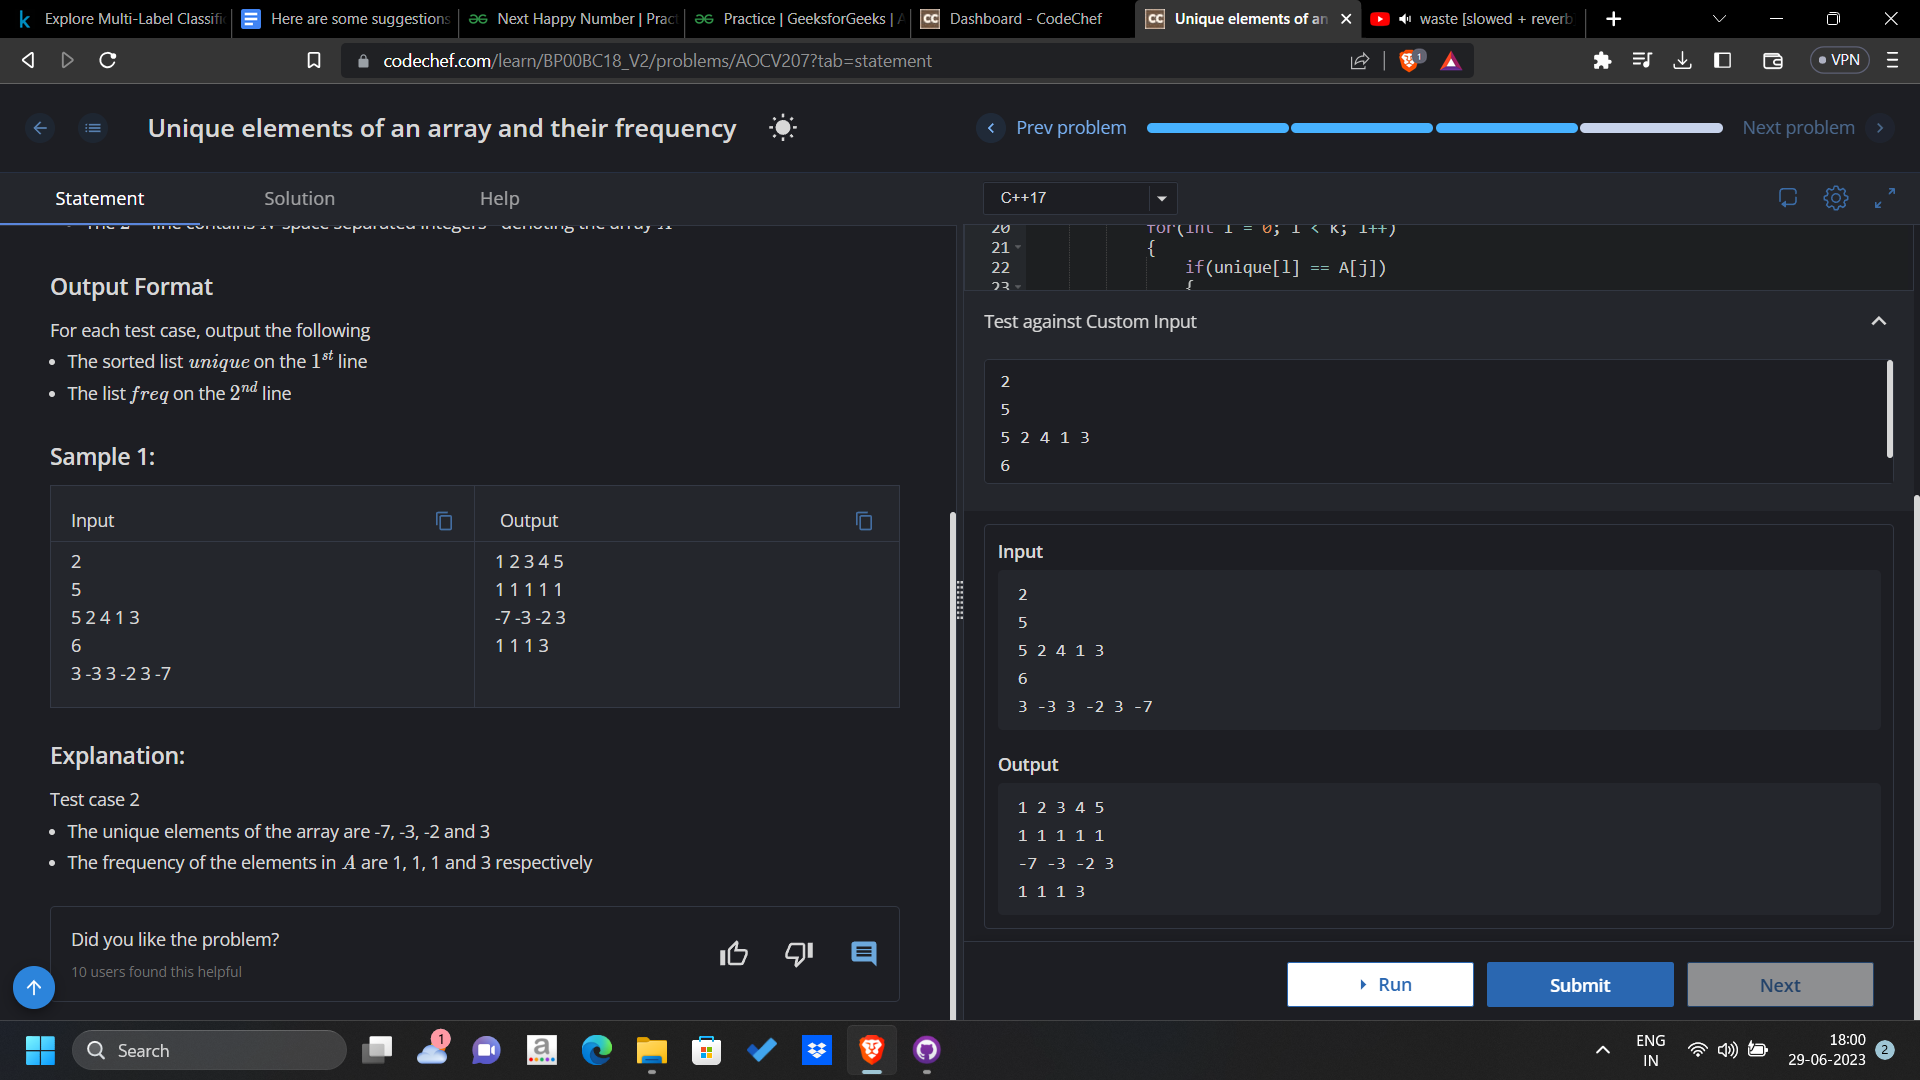 Explore Multi-Label Classifi
Here are some suggestions
Next Happy Number | Pract
Practice | GeeksforGeeks | A
Dashboard - CodeChef
Unique elements of an
waste [slowed + reverb
codechef.com/learn/BP00BC18_V2/problems/AOCV207?tab=statement
1
VPN
Unique elements of an array and their frequency
Prev problem
Next problem
Statement
Solution
Help
C++17
20 for(int l = 0; l < k; l++)
21 {
22 if(unique[l] == A[j])
23 {
Output Format
For each test case, output the following
• The sorted list unique on the 1st line
• The list freq on the 2nd line
Sample 1:
Input
Output
2
5
5 2 4 1 3
6
3 -3 3 -2 3 -7
1 2 3 4 5
1 1 1 1 1
-7 -3 -2 3
1 1 1 3
Explanation:
Test case 2
• The unique elements of the array are -7, -3, -2 and 3
• The frequency of the elements in A are 1, 1, 1 and 3 respectively
Did you like the problem?
10 users found this helpful
Test against Custom Input
2
5
5 2 4 1 3
6
Input
2
5
5 2 4 1 3
6
3 -3 3 -2 3 -7
Output
1 2 3 4 5
1 1 1 1 1
-7 -3 -2 3
1 1 1 3
Run
Submit
Next
Search
1
ENG
IN
18:00
29-06-2023
2